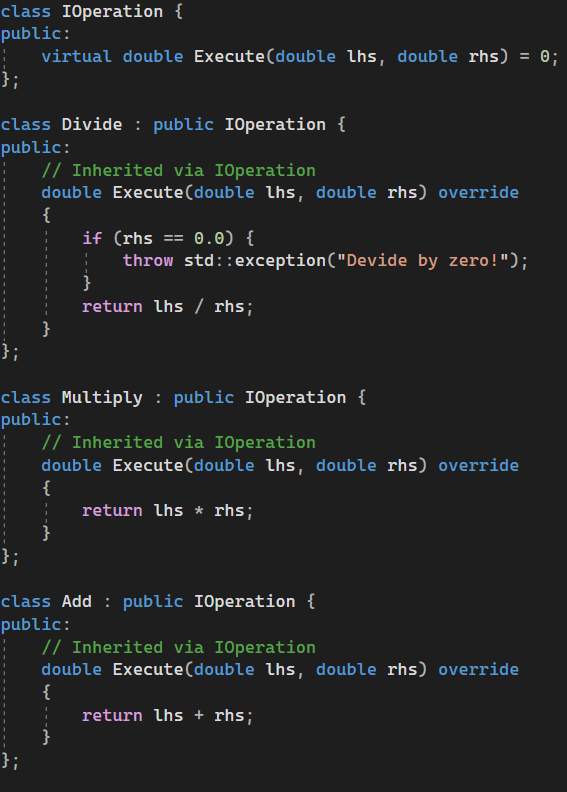 class IOperation {
public:
    virtual double Execute(double lhs, double rhs) = 0;
};

class Divide : public IOperation {
public:
    // Inherited via IOperation
    double Execute(double lhs, double rhs) override
    {
        if (rhs == 0.0) {
            throw std::exception("Devide by zero!");
        }
        return lhs / rhs;
    }
};

class Multiply : public IOperation {
public:
    // Inherited via IOperation
    double Execute(double lhs, double rhs) override
    {
        return lhs * rhs;
    }
};

class Add : public IOperation {
public:
    // Inherited via IOperation
    double Execute(double lhs, double rhs) override
    {
        return lhs + rhs;
    }
};